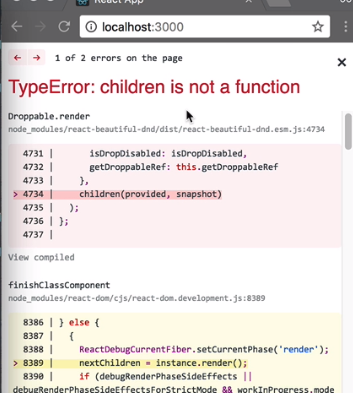 React App
localhost:3000
1 of 2 errors on the page
TypeError: children is not a function
Droppable.render
node_modules/react-beautiful-dnd/dist/react-beautiful-dnd.esm.js:4734
4731 | isDropDisabled: isDropDisabled,
4732 | getDroppableRef: this.getDroppableRef
4733 | },
> 4734 | children(provided, snapshot)
4735 | );
4736 | };
4737 |
View compiled
finishClassComponent
node_modules/react-dom/cjs/react-dom.development.js:8389
8386 | } else {
8387 | {
8388 | ReactDebugCurrentFiber.setCurrentPhase('render');
> 8389 | nextChildren = instance.render();
8390 | if (debugRenderPhaseSideEffects ||
debugRenderPhaseSideEffectsForStrictMode && workInProgress.mode